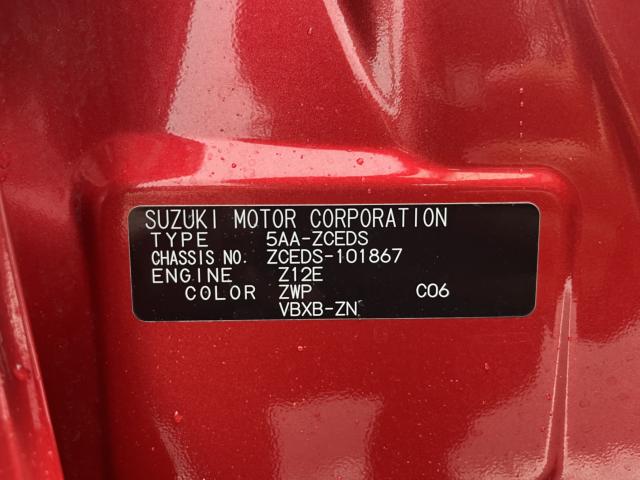 SUZUKI MOTOR CORPORATION
TYPE 5AA-ZCEDS
CHASSIS NO. ZCEDS-101867
ENGINE Z12E
COLOR ZWP C06
VBXB-ZN